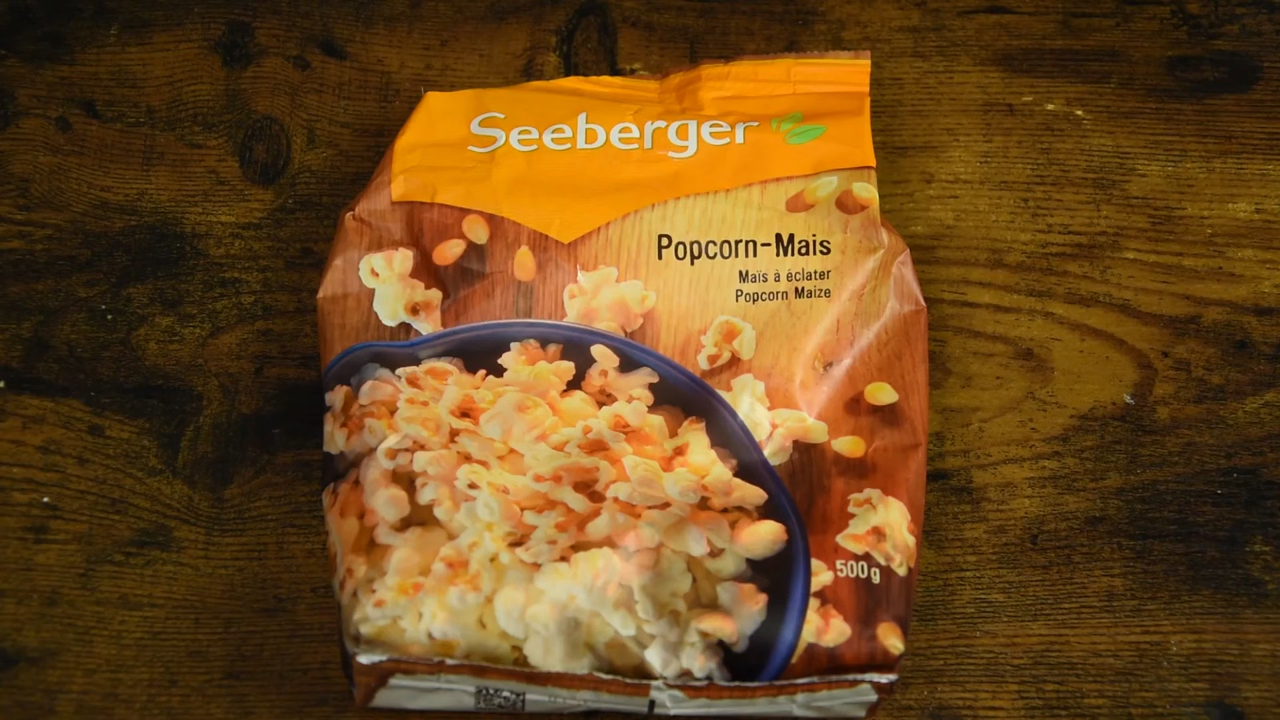 Seeberger
Popcorn-Mais
Maïs à éclater
Popcorn Maize
500g